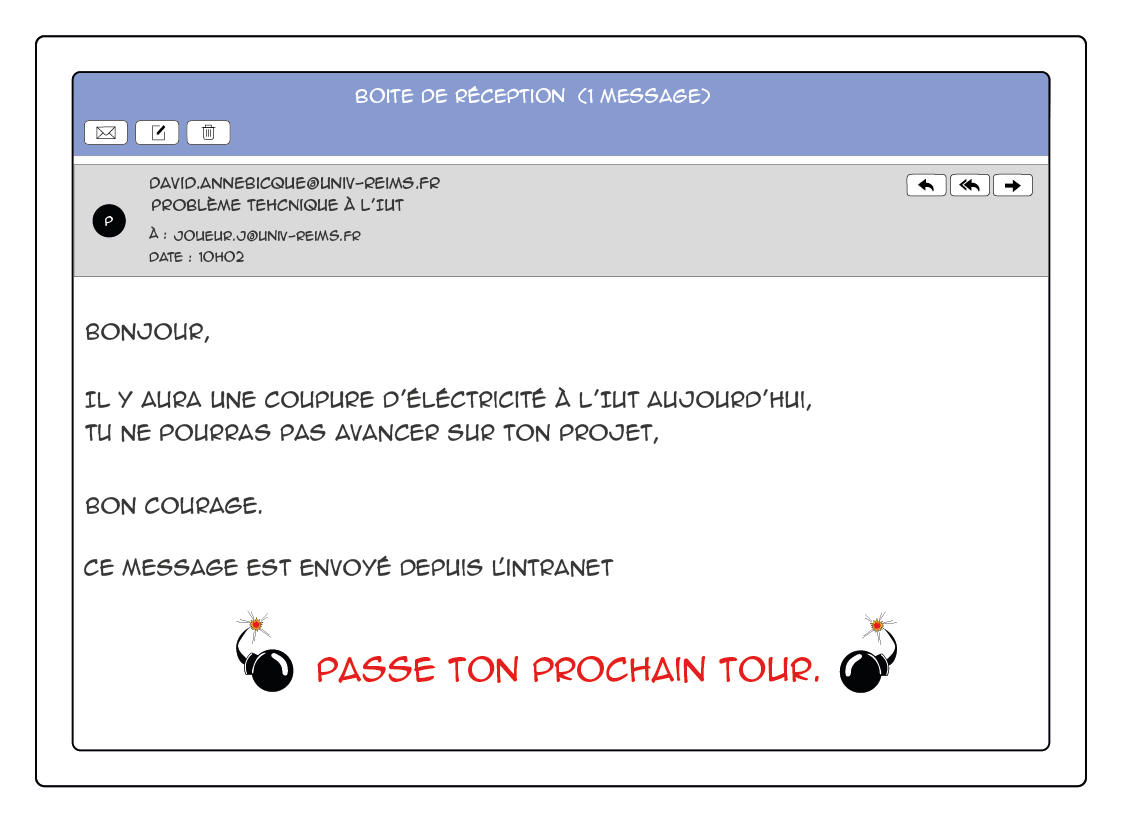 BOITE DE RÉCEPTION (1 MESSAGE)
DAVID.ANNEBICQUE@UNIV-REIMS.FR
PROBLÈME TEHCNIQUE À L'IUT
P
À : JOUEUR.J@UNIV-REIMS.FR
DATE : 10H02
BONJOUR,
IL Y AURA UNE COUPURE D'ÉLÉCTRICITÉ À L'IUT AUJOURD'HUI,
TU NE POURRAS PAS AVANCER SUR TON PROJET,
BON COURAGE.
CE MESSAGE EST ENVOYÉ DEPUIS L'INTRANET
PASSE TON PROCHAIN TOUR.